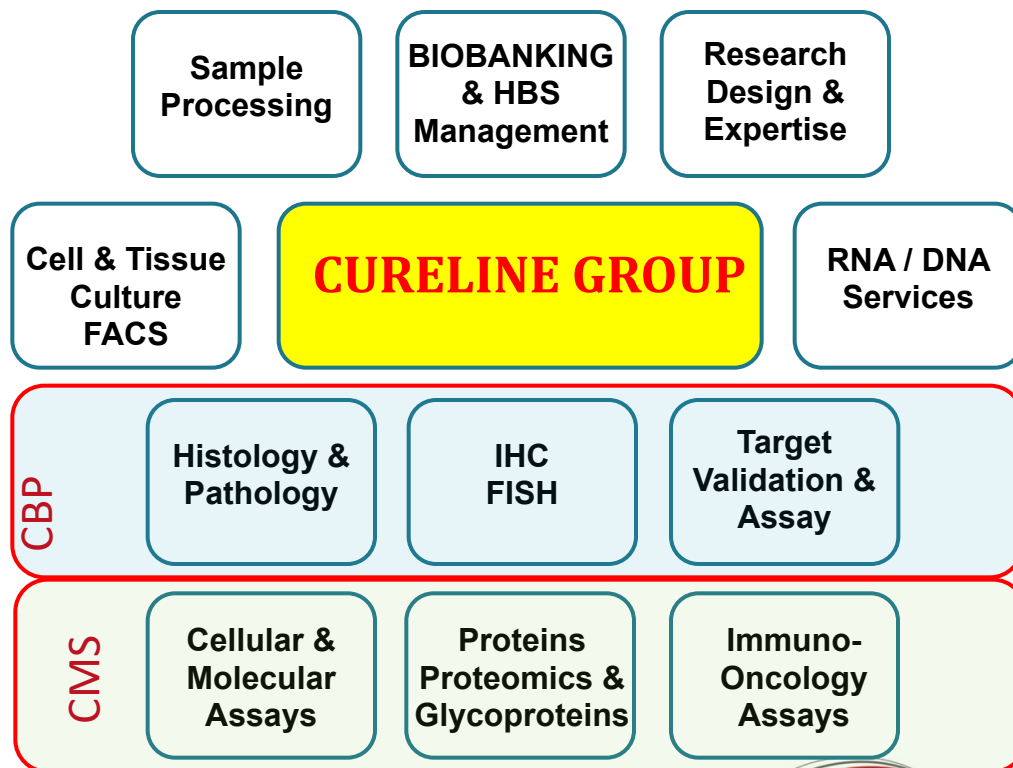 Sample
Processing
BIOBANKING
& HBS
Management
Research
Design &
Expertise
Cell & Tissue
Culture
FACS
CURELINE GROUP
RNA / DNA
Services
CBP
Histology &
Pathology
IHC
FISH
Target
Validation &
Assay
CMS
Cellular &
Molecular
Assays
Proteins
Proteomics &
Glycoproteins
Immuno-
Oncology
Assays